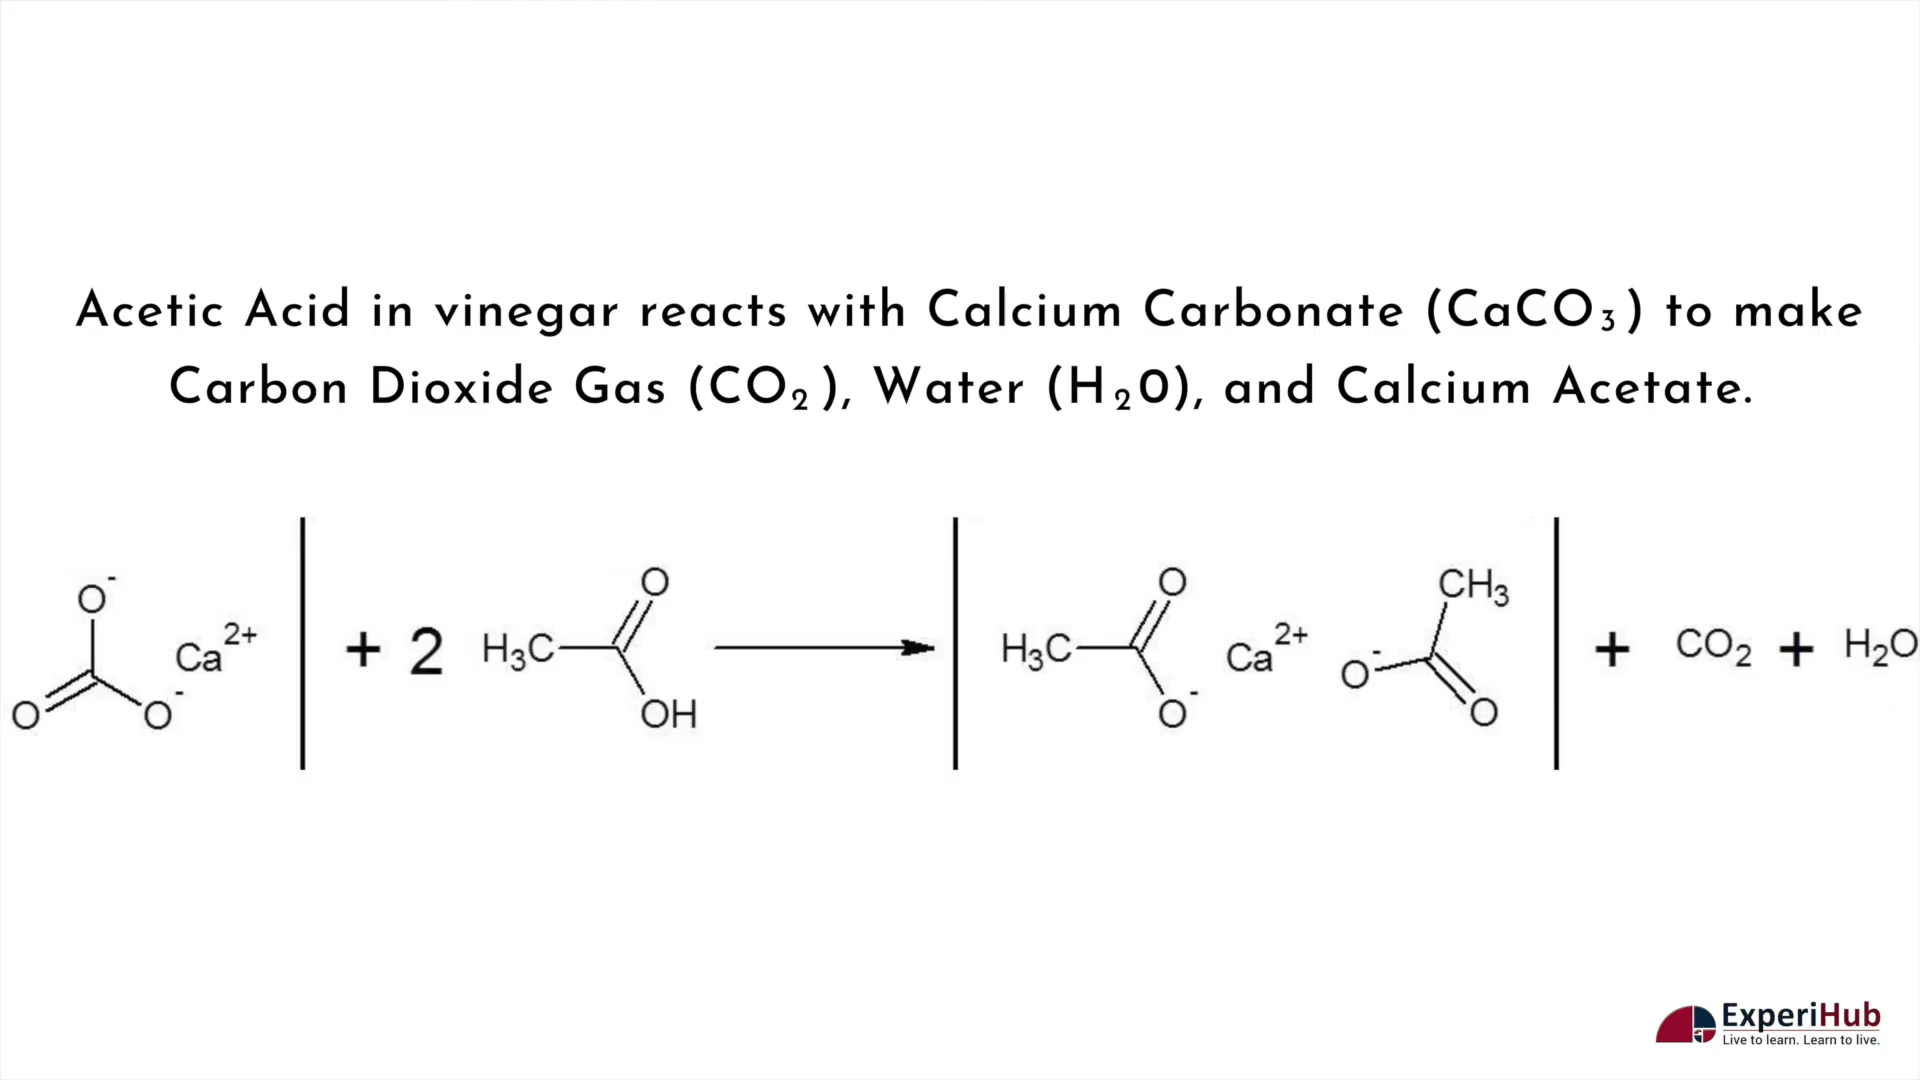 Acetic Acid in vinegar reacts with Calcium Carbonate (CaCO₃) to make
Carbon Dioxide Gas (CO₂), Water (H₂0), and Calcium Acetate.
O⁻ O O⁻ Ca²⁺ + 2 H₃C O OH H₃C O O⁻ Ca²⁺ O⁻ CH₃ O + CO₂ + H₂O
ExperiHub
Live to learn. Learn to live.